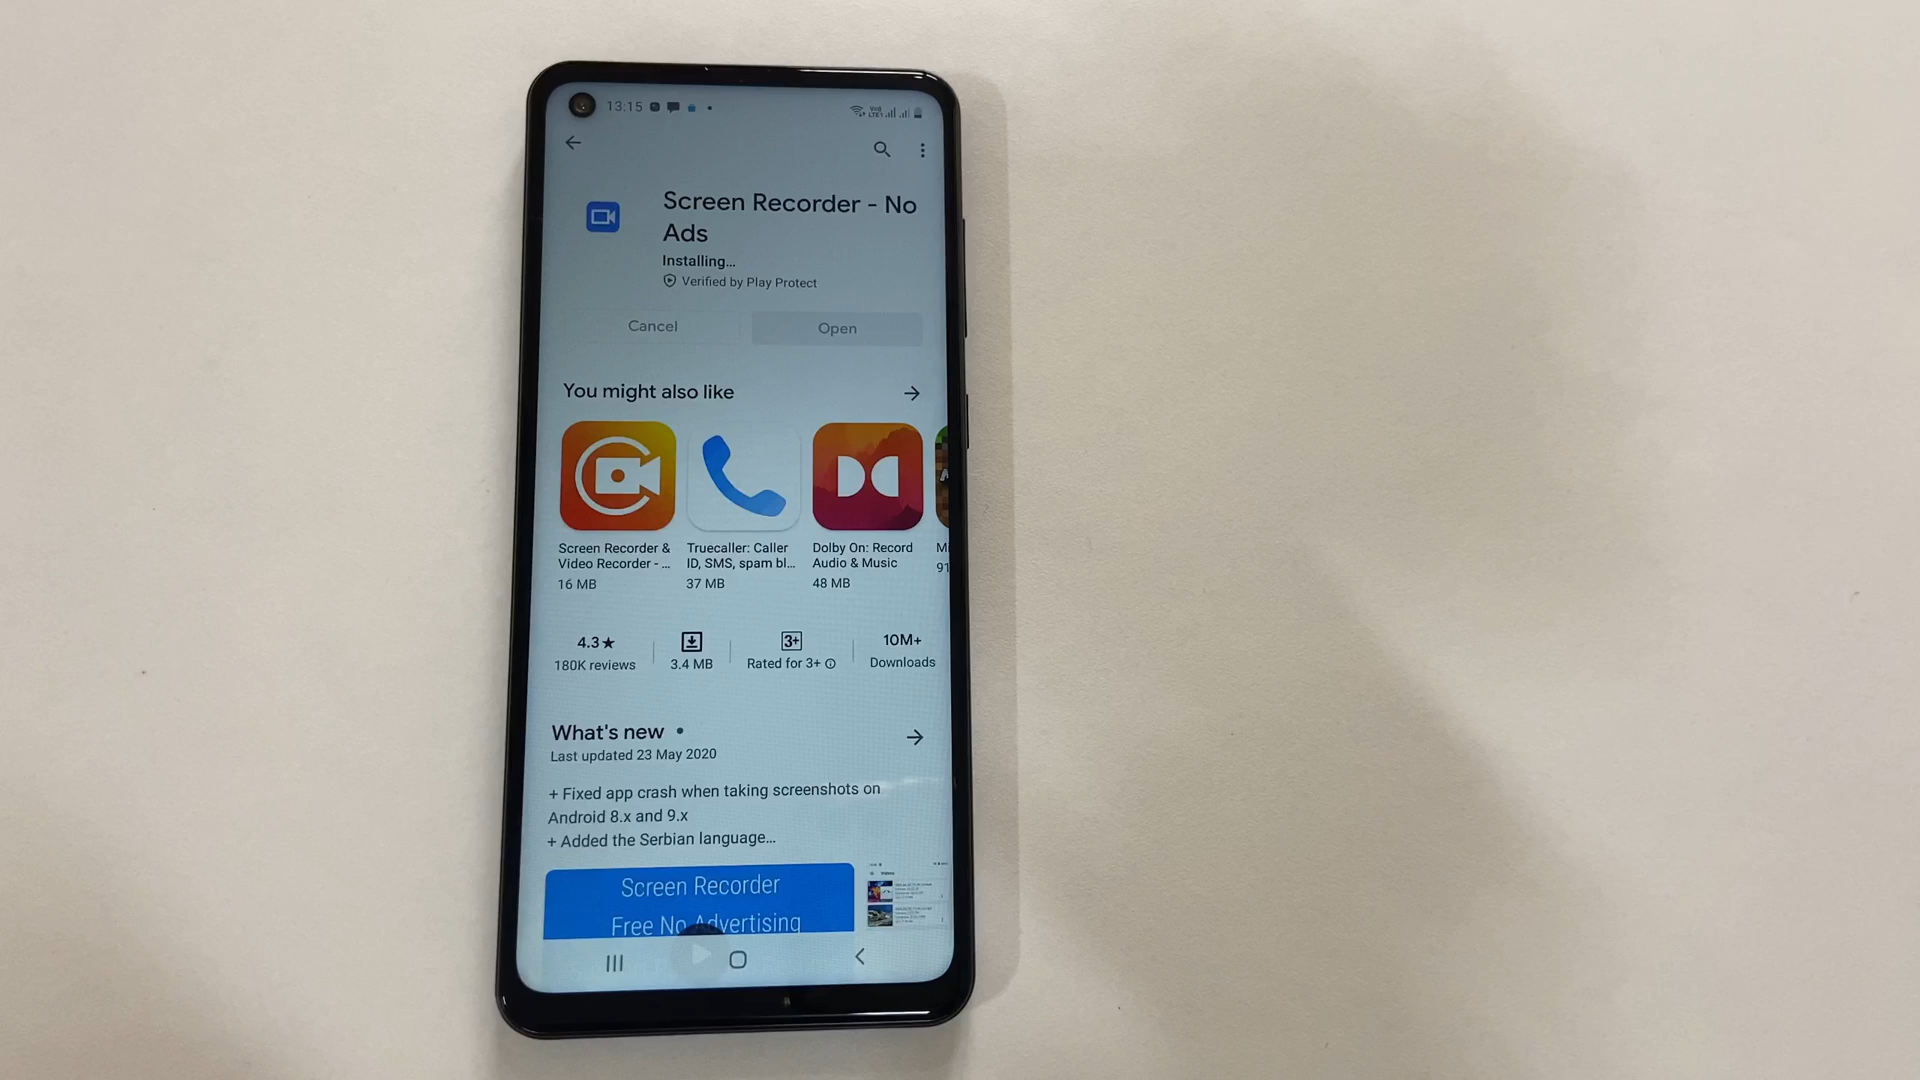 13:15
Screen Recorder - No
Ads
Installing...
Verified by Play Protect
Cancel
Open
You might also like
Screen Recorder &
Video Recorder - ...
16 MB
Truecaller: Caller
ID, SMS, spam bl...
37 MB
Dolby On: Record
Audio & Music
48 MB
Mi
91
4.3★
180K reviews
3.4 MB
3+
Rated for 3+
10M+
Downloads
What's new •
Last updated 23 May 2020
+ Fixed app crash when taking screenshots on
Android 8.x and 9.x
+ Added the Serbian language...
Screen Recorder
Free No Advertising